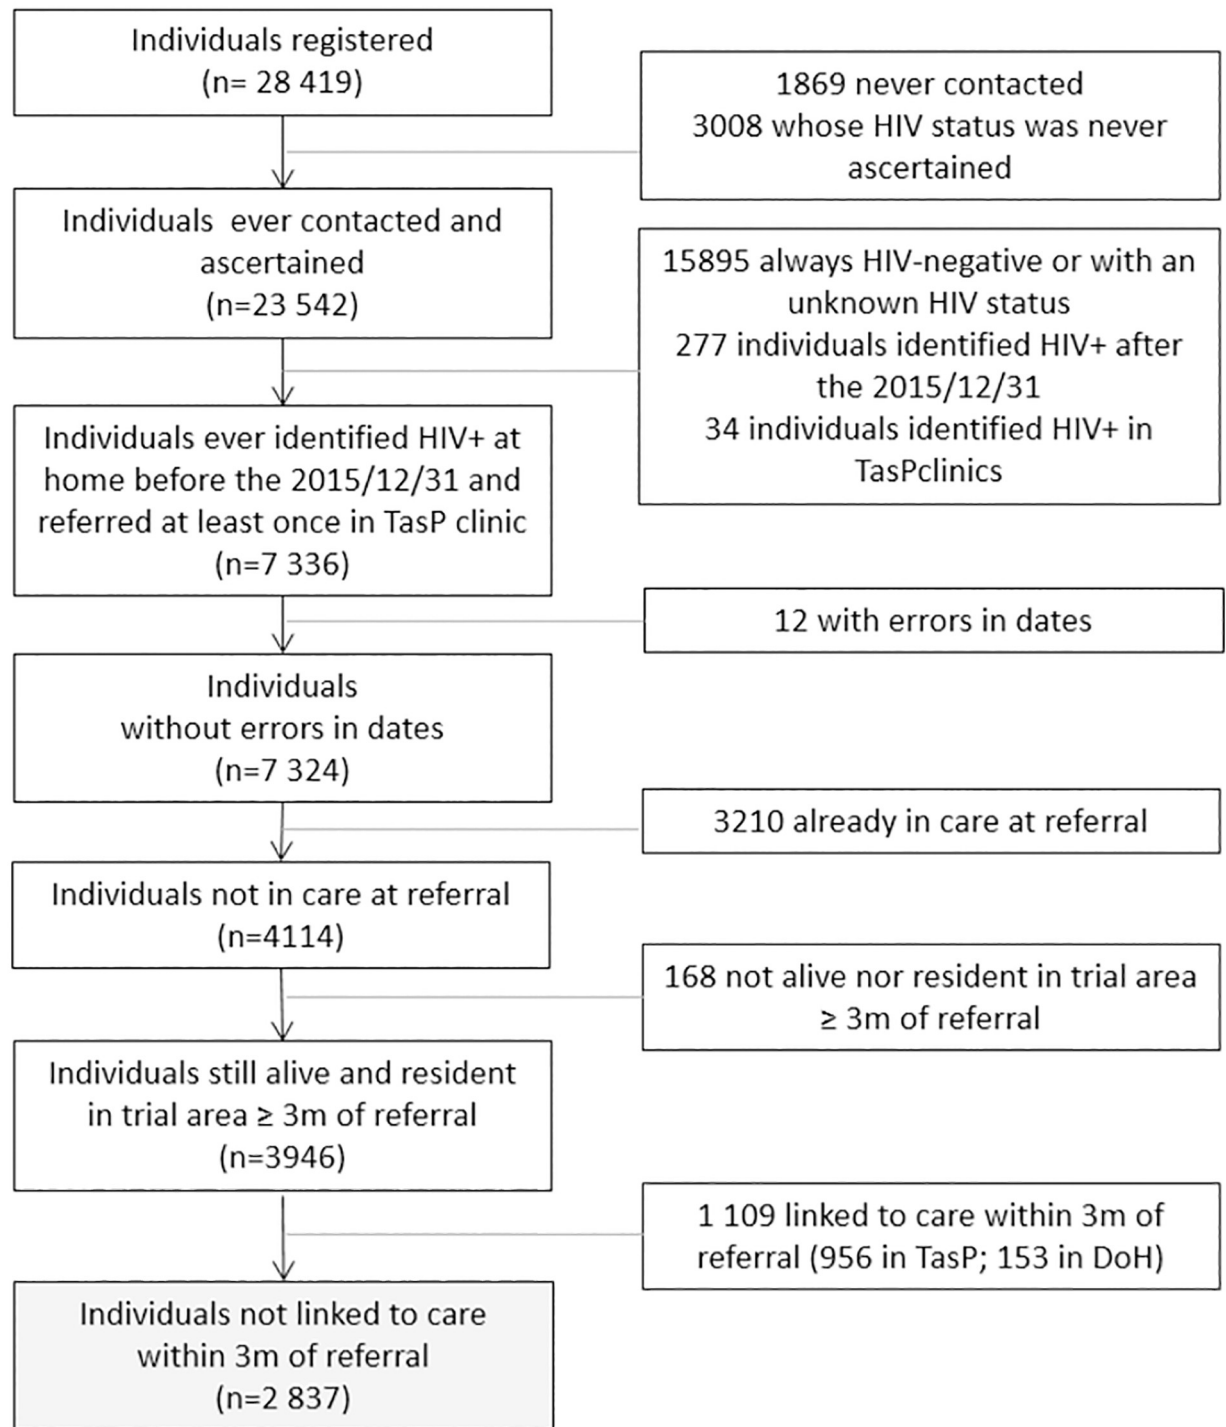 Individuals registered
(n= 28 419)
1869 never contacted
3008 whose HIV status was never
ascertained
Individuals ever contacted and
ascertained
(n=23 542)
15895 always HIV-negative or with an
unknown HIV status
277 individuals identified HIV+ after
the 2015/12/31
34 individuals identified HIV+ in
TasPclinics
Individuals ever identified HIV+ at
home before the 2015/12/31 and
referred at least once in TasP clinic
(n=7 336)
12 with errors in dates
Individuals
without errors in dates
(n=7 324)
3210 already in care at referral
Individuals not in care at referral
(n=4114)
168 not alive nor resident in trial area
≥ 3m of referral
Individuals still alive and resident
in trial area ≥ 3m of referral
(n=3946)
1 109 linked to care within 3m of
referral (956 in TasP; 153 in DoH)
Individuals not linked to care
within 3m of referral
(n=2 837)